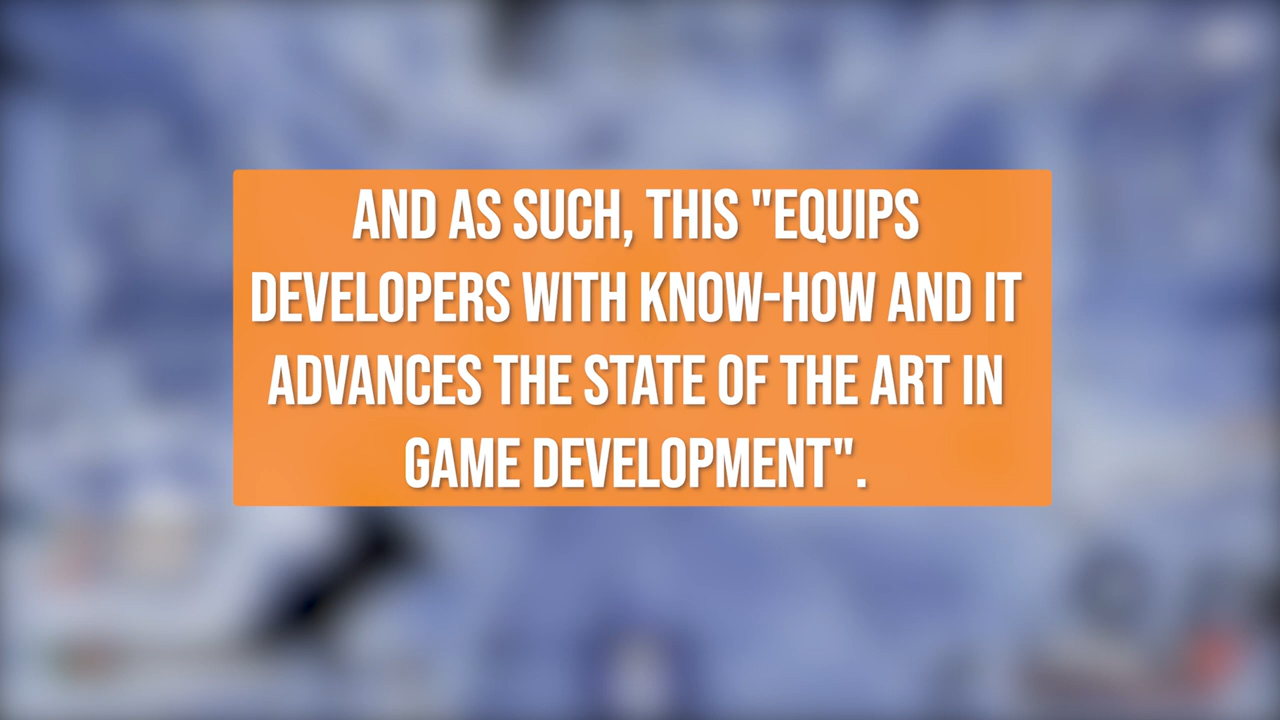 AND AS SUCH, THIS "EQUIPS
DEVELOPERS WITH KNOW-HOW AND IT
ADVANCES THE STATE OF THE ART IN
GAME DEVELOPMENT".